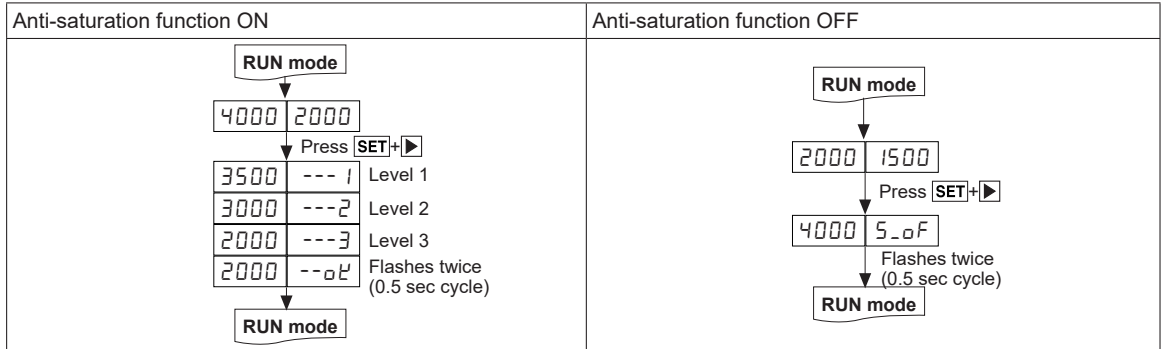 Anti-saturation function ON
RUN mode
4000 2000
Press SET+▶
3500 --- 1 Level 1
3000 ---2 Level 2
2000 ---3 Level 3
2000 --oK Flashes twice
(0.5 sec cycle)
RUN mode
Anti-saturation function OFF
RUN mode
2000 1500
Press SET+▶
4000 S_oF
Flashes twice
(0.5 sec cycle)
RUN mode